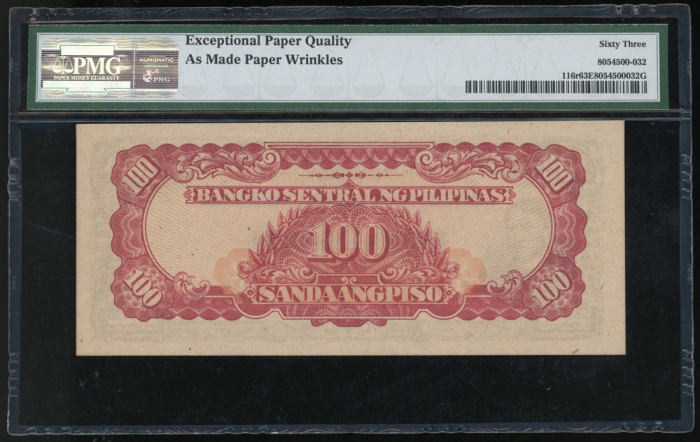 PMG
PAPER MONEY GUARANTY
NUMISMATIC
PNG
Exceptional Paper Quality
As Made Paper Wrinkles
Sixty Three
8054500-032
116r63E8054500032G
100
100
BANGKO SENTRAL NG PILIPINAS
100
100
100
SANDAANG PISO